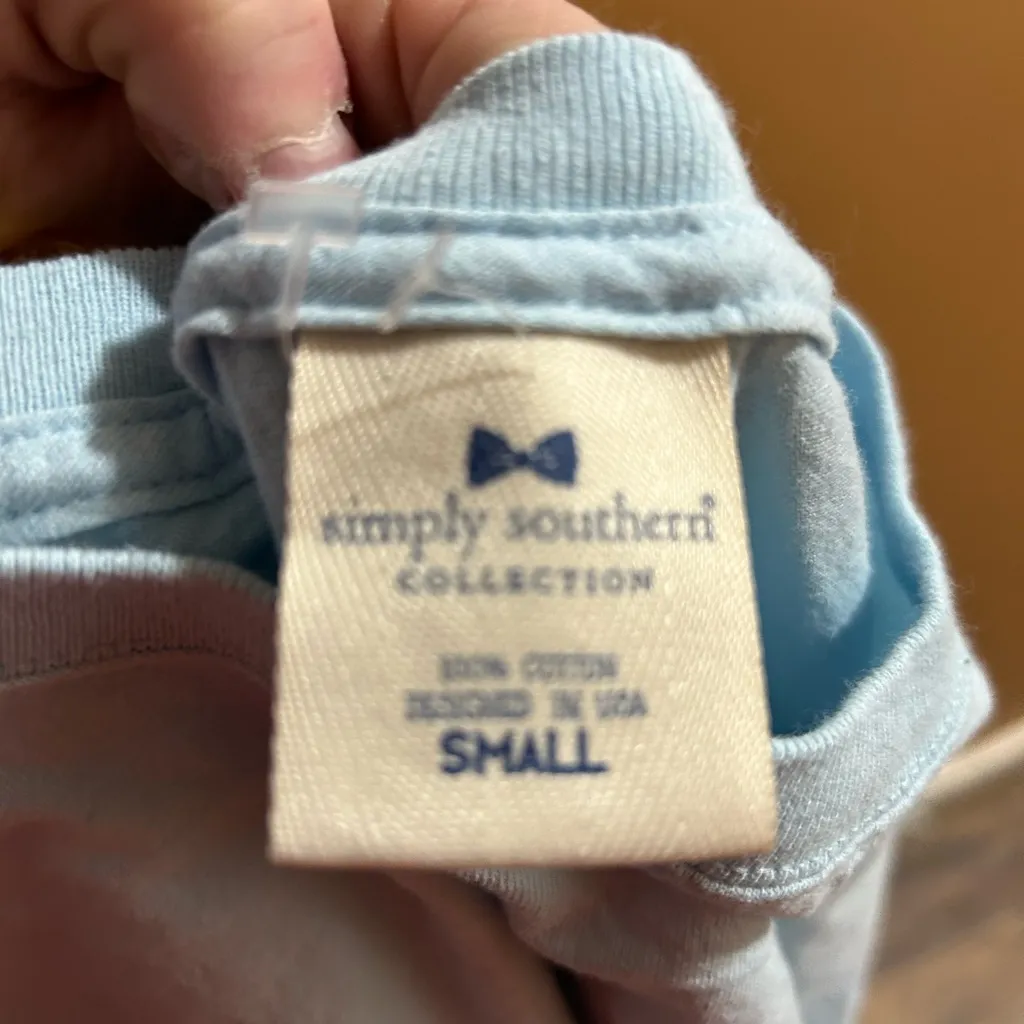 simply southern®
COLLECTION
100% COTTON
DESIGNED IN USA
SMALL